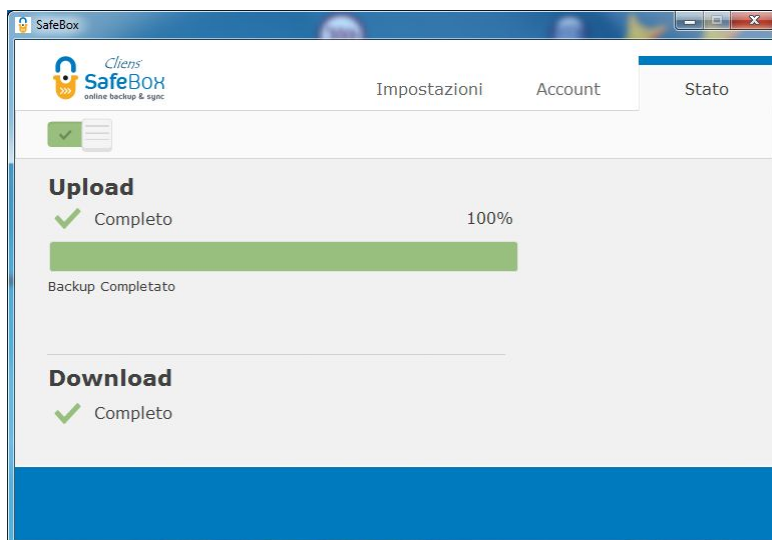 SafeBox
Cliens
SafeBox
online backup & sync
Impostazioni Account Stato
Upload
Completo 100%
Backup Completato
Download
Completo